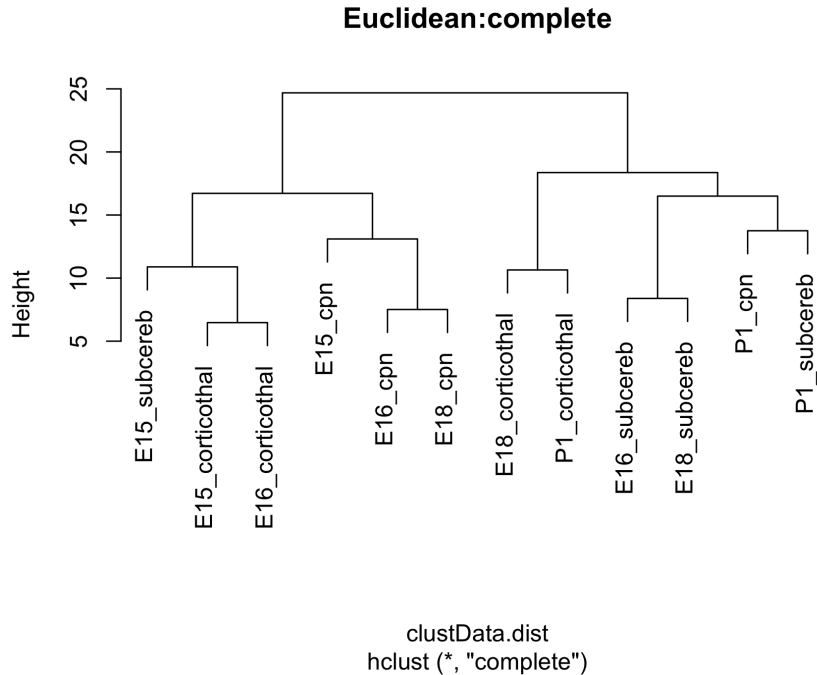 Euclidean:complete
Height
25
20
15
10
5
E15_subcereb
E15_corticothal
E16_corticothal
E15_cpn
E16_cpn
E18_cpn
E18_corticothal
P1_corticothal
E16_subcereb
E18_subcereb
P1_cpn
P1_subcereb
clustData.dist
hclust (*, "complete")